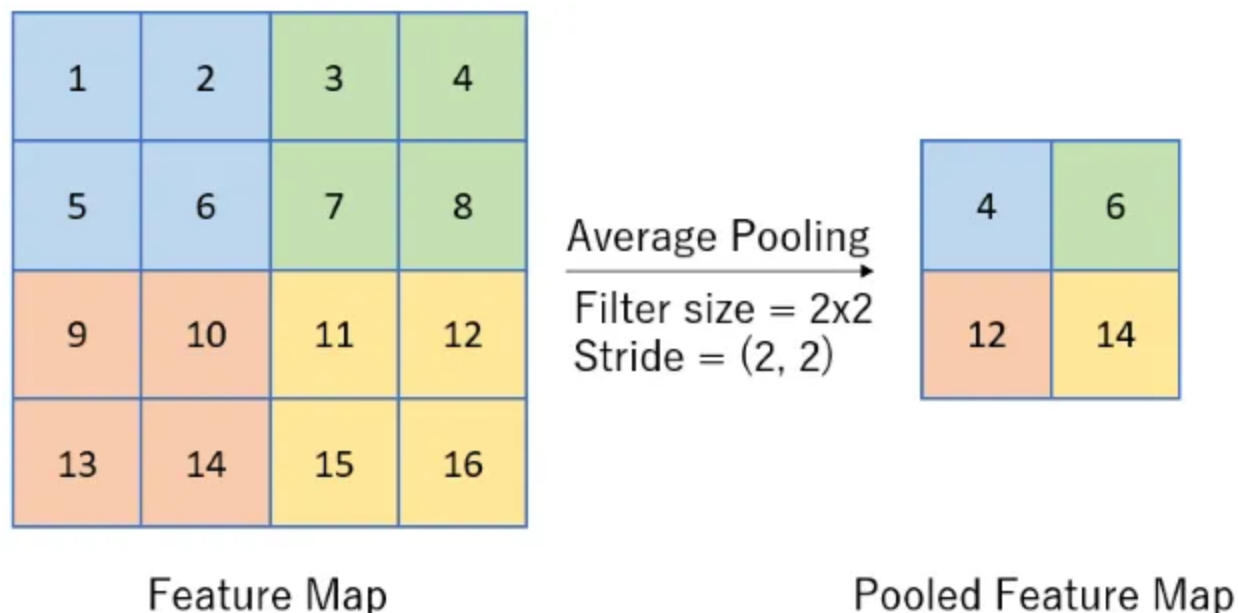 1 2 3 4
5 6 7 8
9 10 11 12
13 14 15 16
Feature Map
Average Pooling
Filter size = 2x2
Stride = (2, 2)
4 6
12 14
Pooled Feature Map